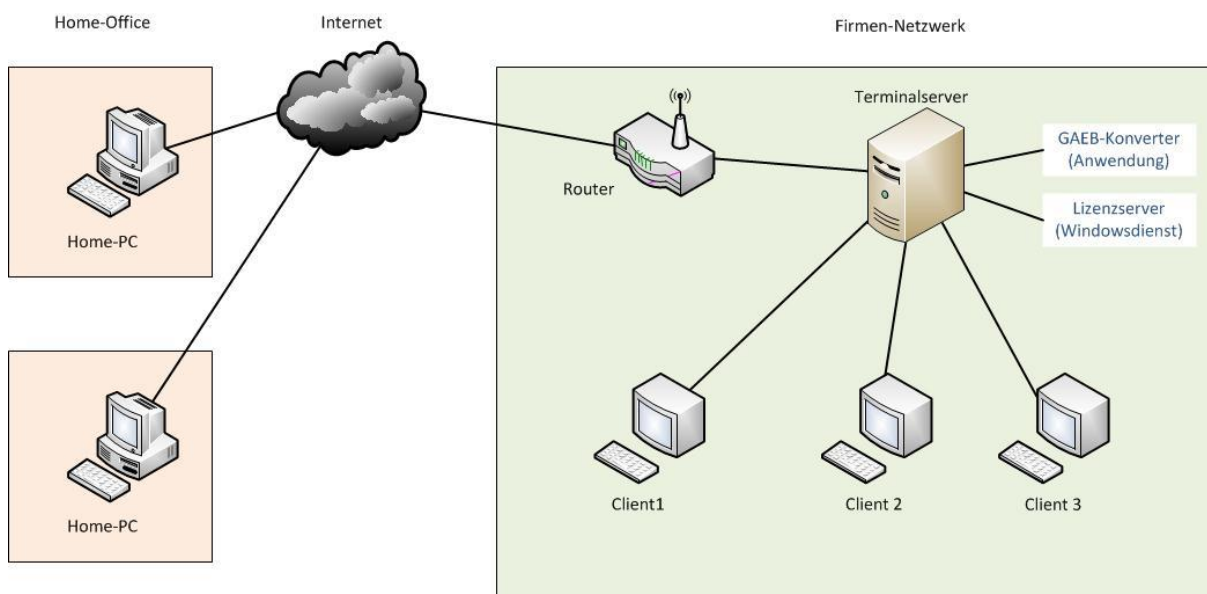 Home-Office
Internet
Firmen-Netzwerk
Terminalserver
GAEB-Konverter
(Anwendung)
Router
Lizenzserver
(Windowsdienst)
Home-PC
Client1
Client 2
Client 3
Home-PC